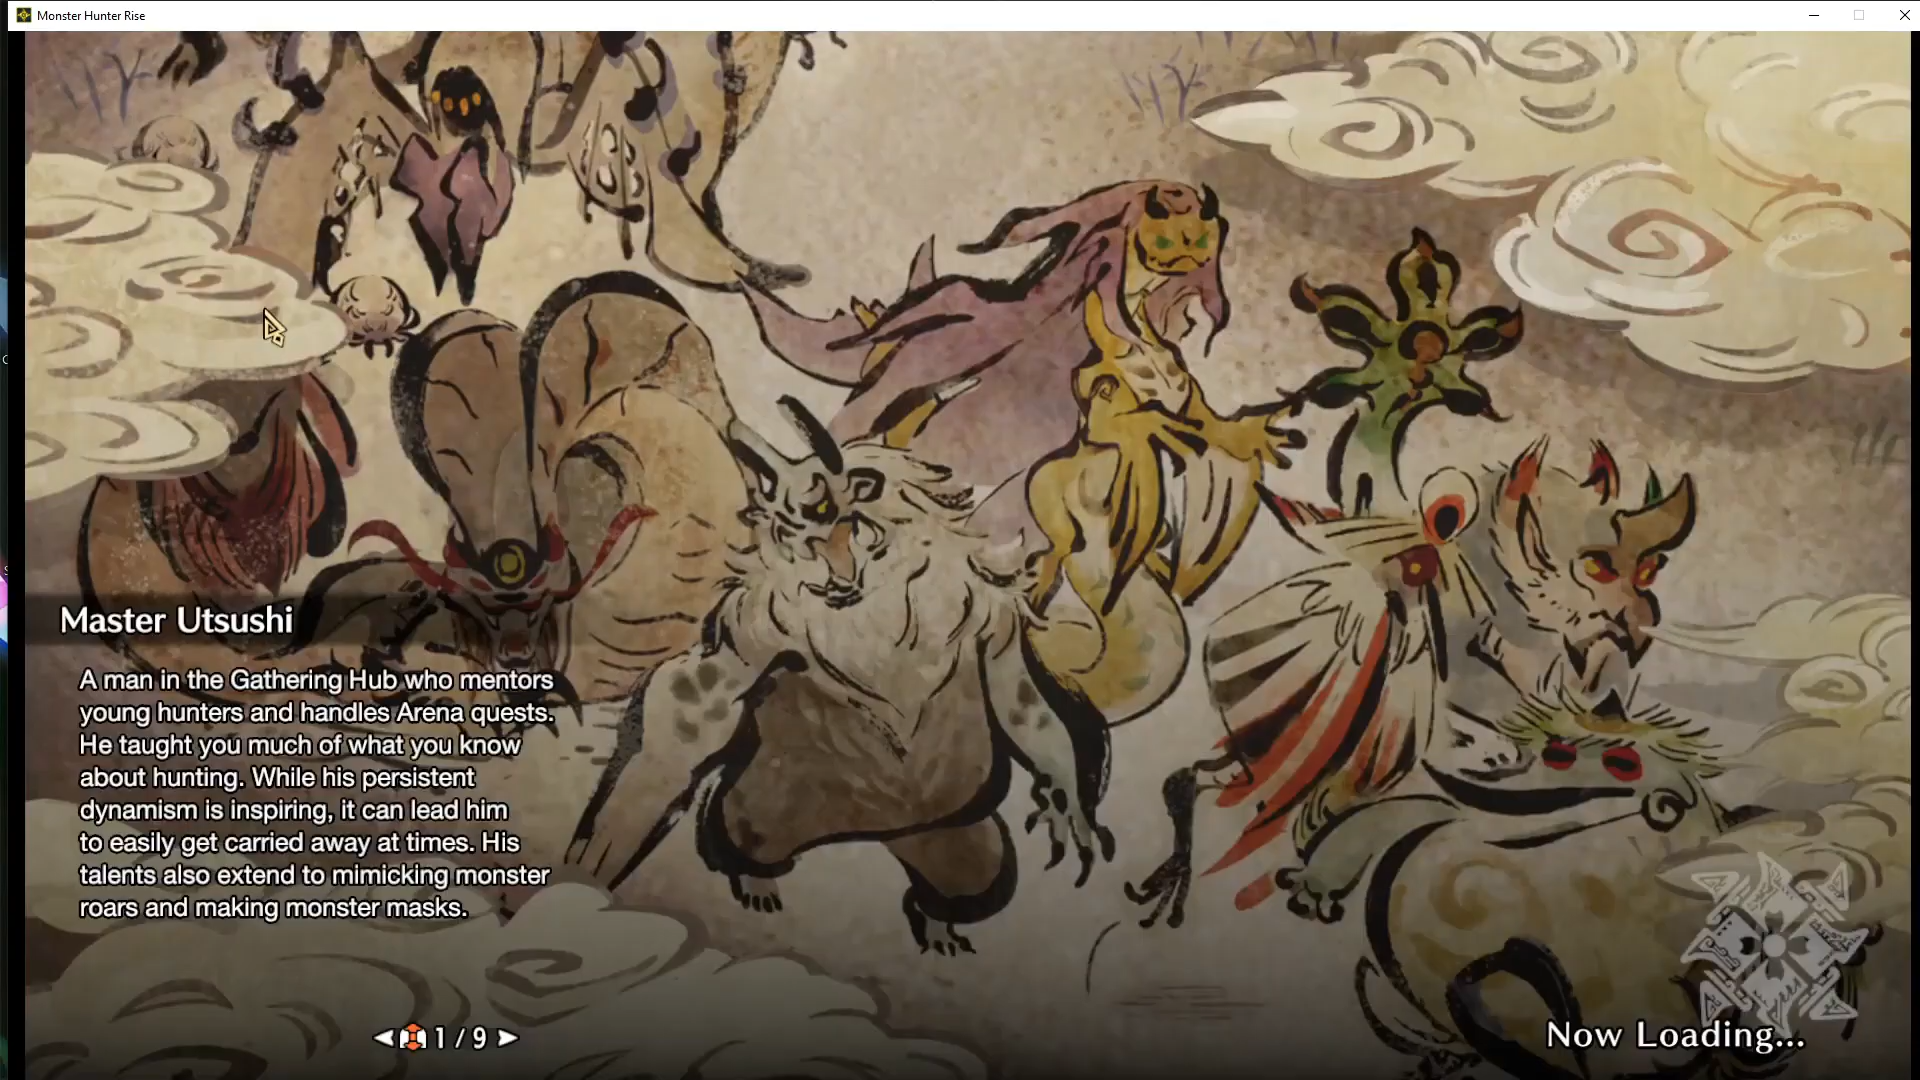 Monster Hunter Rise
Master Utsushi
A man in the Gathering Hub who mentors
young hunters and handles Arena quests.
He taught you much of what you know
about hunting. While his persistent
dynamism is inspiring, it can lead him
to easily get carried away at times. His
talents also extend to mimicking monster
roars and making monster masks.
1 / 9
Now Loading...